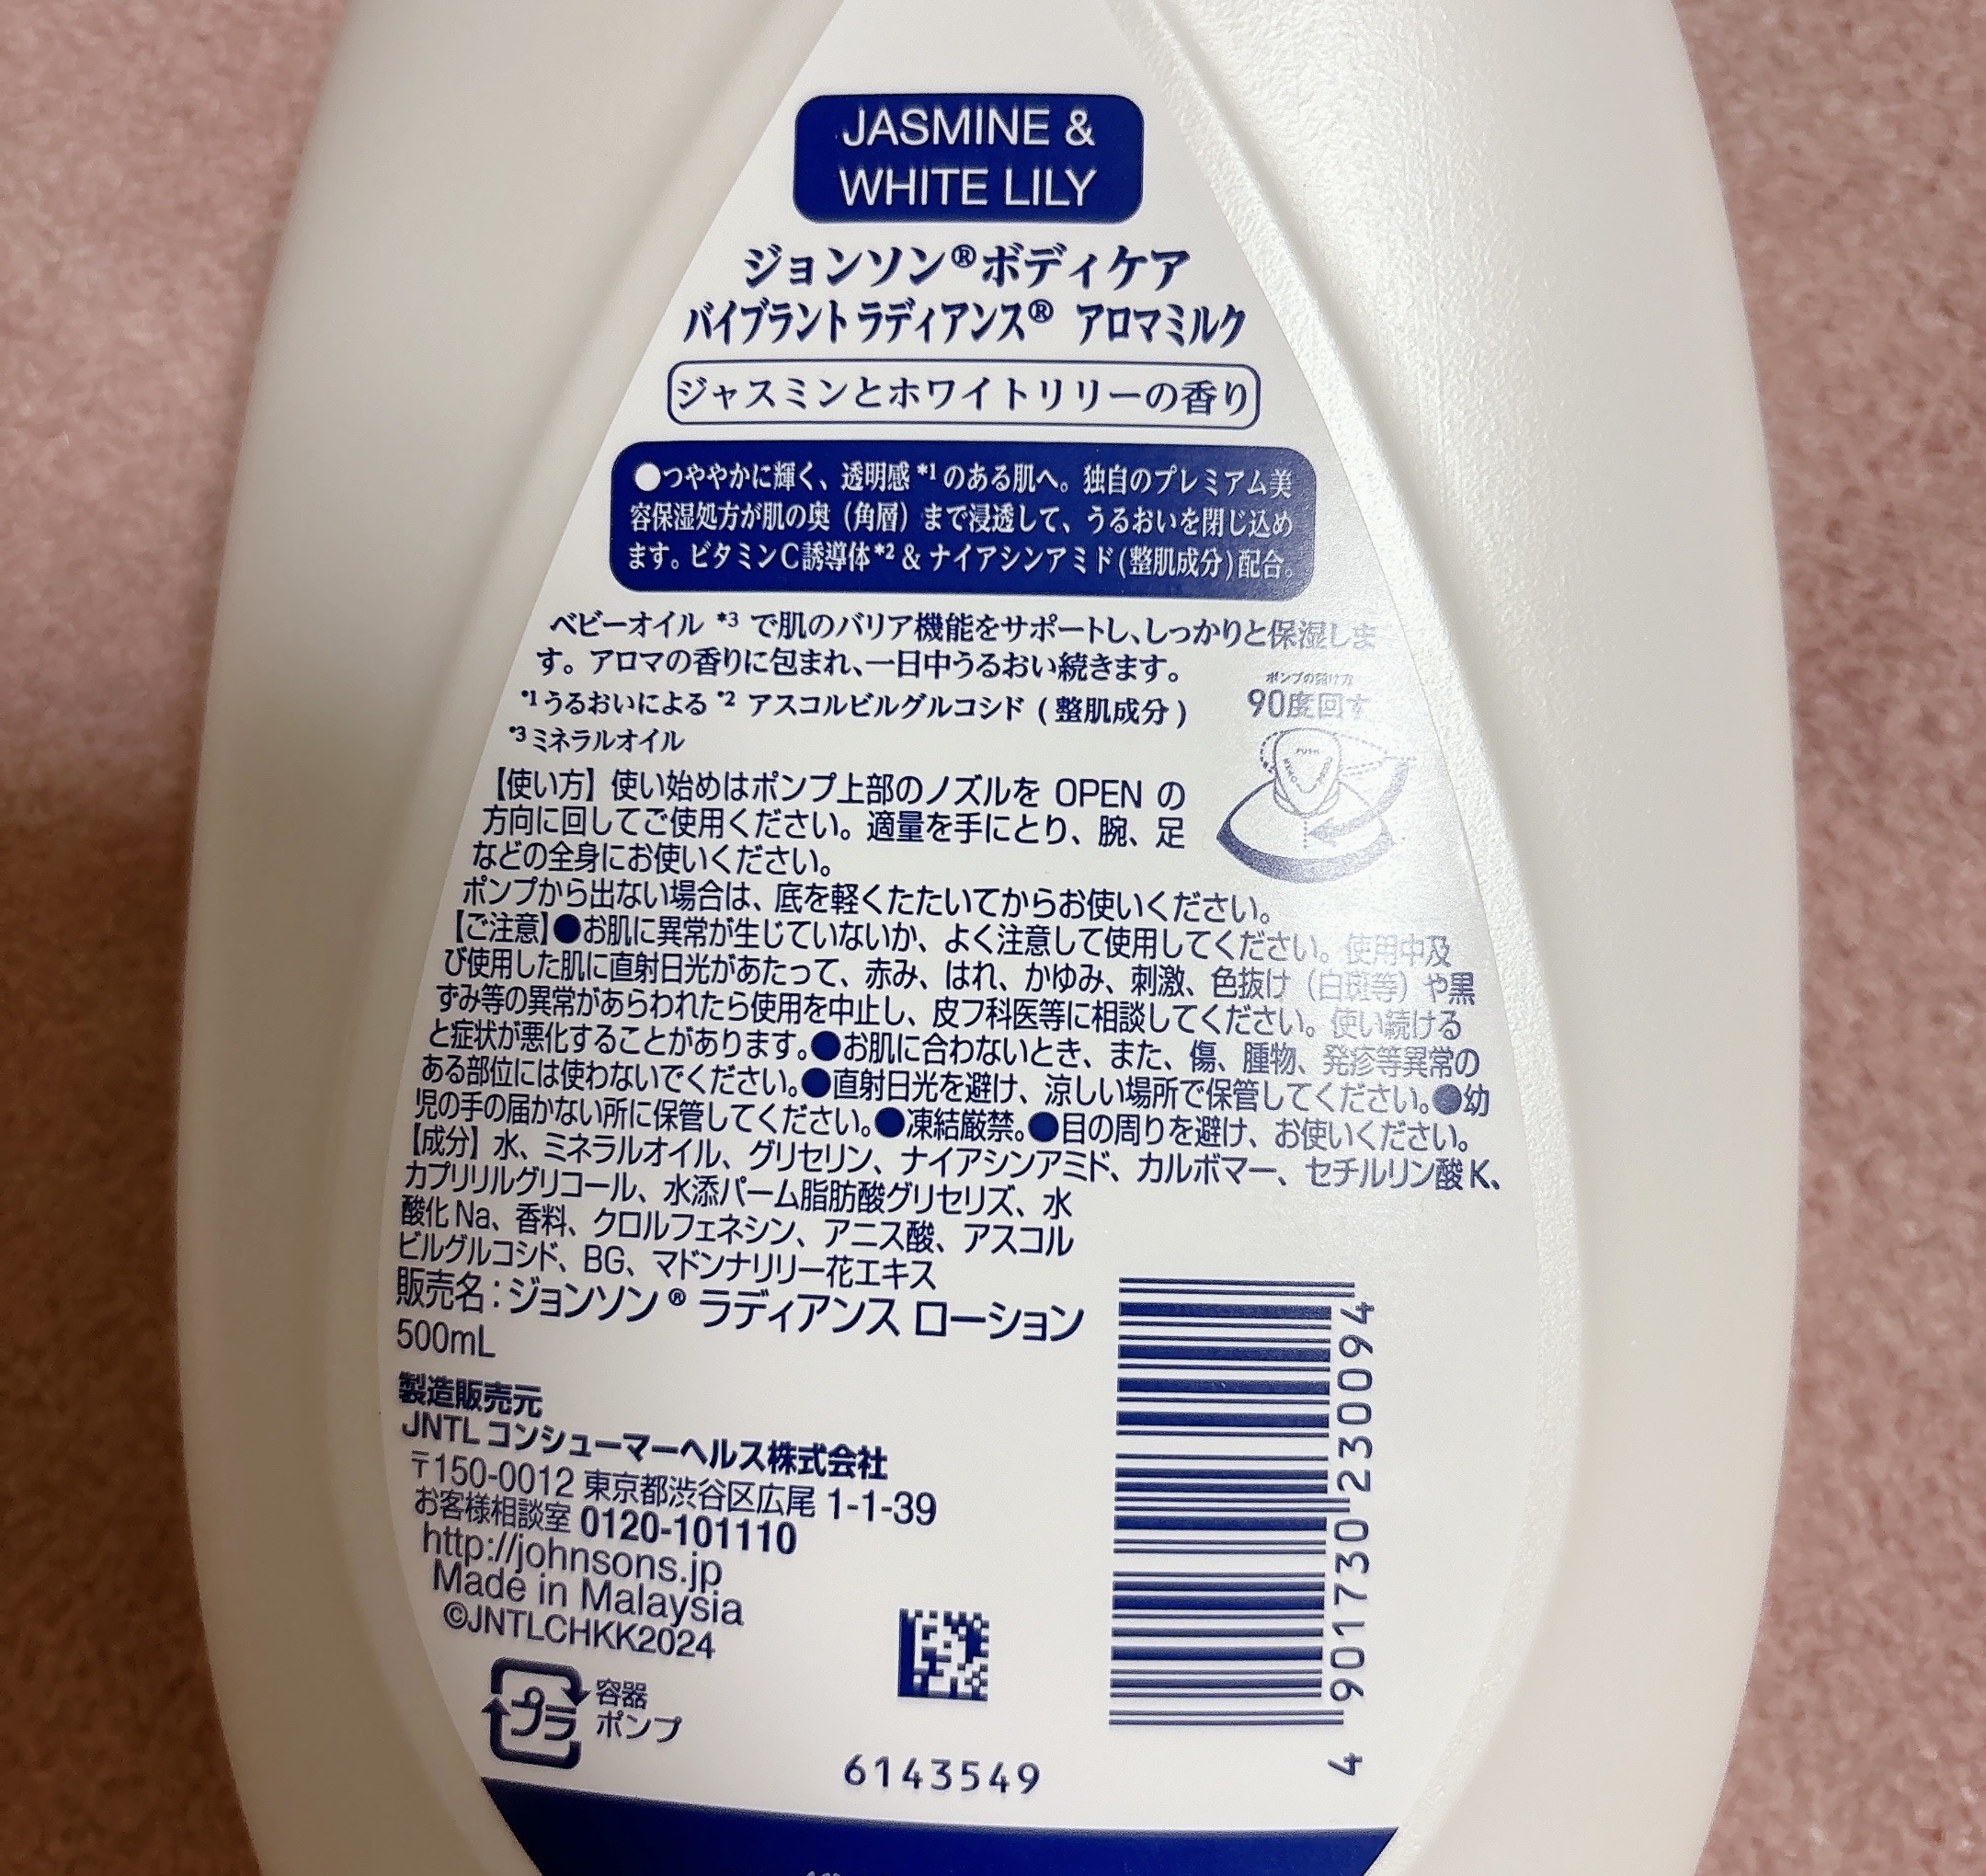 JASMINE &
WHITE LILY
ジョンソン®ボディケア
バイブラント ラディアンス® アロマミルク
ジャスミンとホワイトリリーの香り
●つややかに輝く、透明感*1のある肌へ。独自のプレミアム美
容保湿処方が肌の奥（角層）まで浸透して、うるおいを閉じ込め
ます。ビタミンC誘導体*2 & ナイアシンアミド(整肌成分)配合。
ベビーオイル *3 で肌のバリア機能をサポートし、しっかりと保湿しま
す。アロマの香りに包まれ、一日中うるおい続きます。
*1 うるおいによる *2 アスコルビルグルコシド ( 整肌成分 )
*3 ミネラルオイル
ポンプの開け方
90度回す
【使い方】使い始めはポンプ上部のノズルを OPEN の
方向に回してご使用ください。適量を手にとり、腕、足
などの全身にお使いください。
ポンプから出ない場合は、底を軽くたたいてからお使いください。
【ご注意】●お肌に異常が生じていないか、よく注意して使用してください。使用中及
び使用した肌に直射日光があたって、赤み、はれ、かゆみ、刺激、色抜け（白斑等）や黒
ずみ等の異常があらわれたら使用を中止し、皮フ科医等に相談してください。使い続ける
と症状が悪化することがあります。●お肌に合わないとき、また、傷、腫物、発疹等異常の
ある部位には使わないでください。●直射日光を避け、涼しい場所で保管してください。●幼
児の手の届かない所に保管してください。●凍結厳禁。●目の周りを避け、お使いください。
【成分】水、ミネラルオイル、グリセリン、ナイアシンアミド、カルボマー、セチルリン酸K、
カプリリルグリコール、水添パーム脂肪酸グリセリズ、水
酸化Na、香料、クロルフェネシン、アニス酸、アスコル
ビルグルコシド、BG、マドンナリリー花エキス
販売名：ジョンソン® ラディアンス ローション
500mL
製造販売元
JNTL コンシューマーヘルス株式会社
〒150-0012 東京都渋谷区広尾 1-1-39
お客様相談室 0120-101110
http://johnsons.jp
Made in Malaysia
©JNTLCHKK2024
プラ
容器
ポンプ
6143549
4 901730 230094